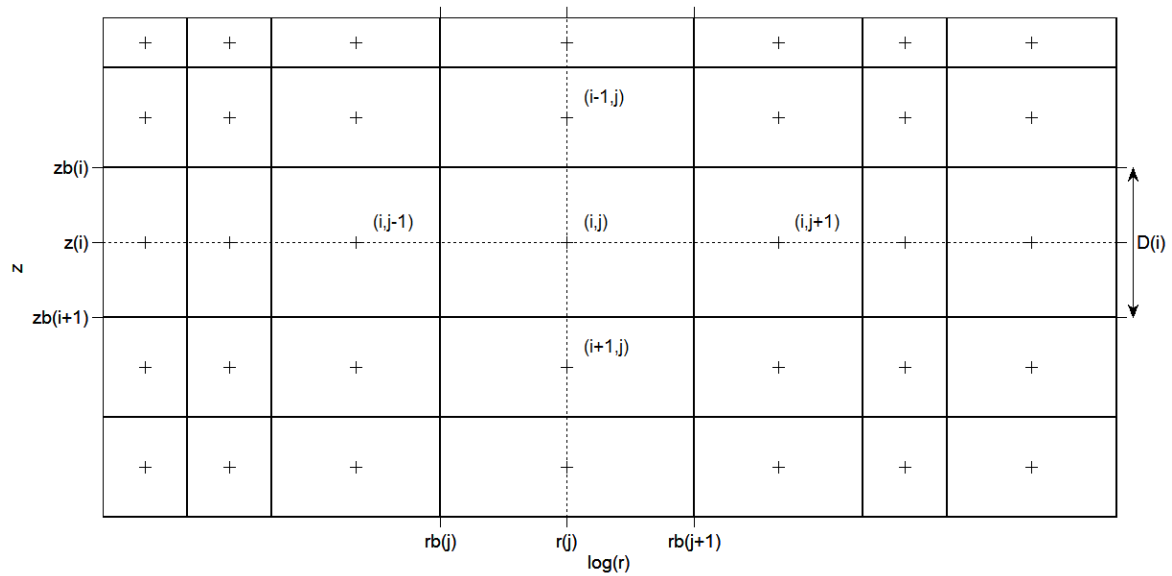 (i-1,j)
zb(i)
(i,j-1)
(i,j)
(i,j+1)
z(i)
D(i)
z
zb(i+1)
(i+1,j)
rb(j)
r(j)
rb(j+1)
log(r)